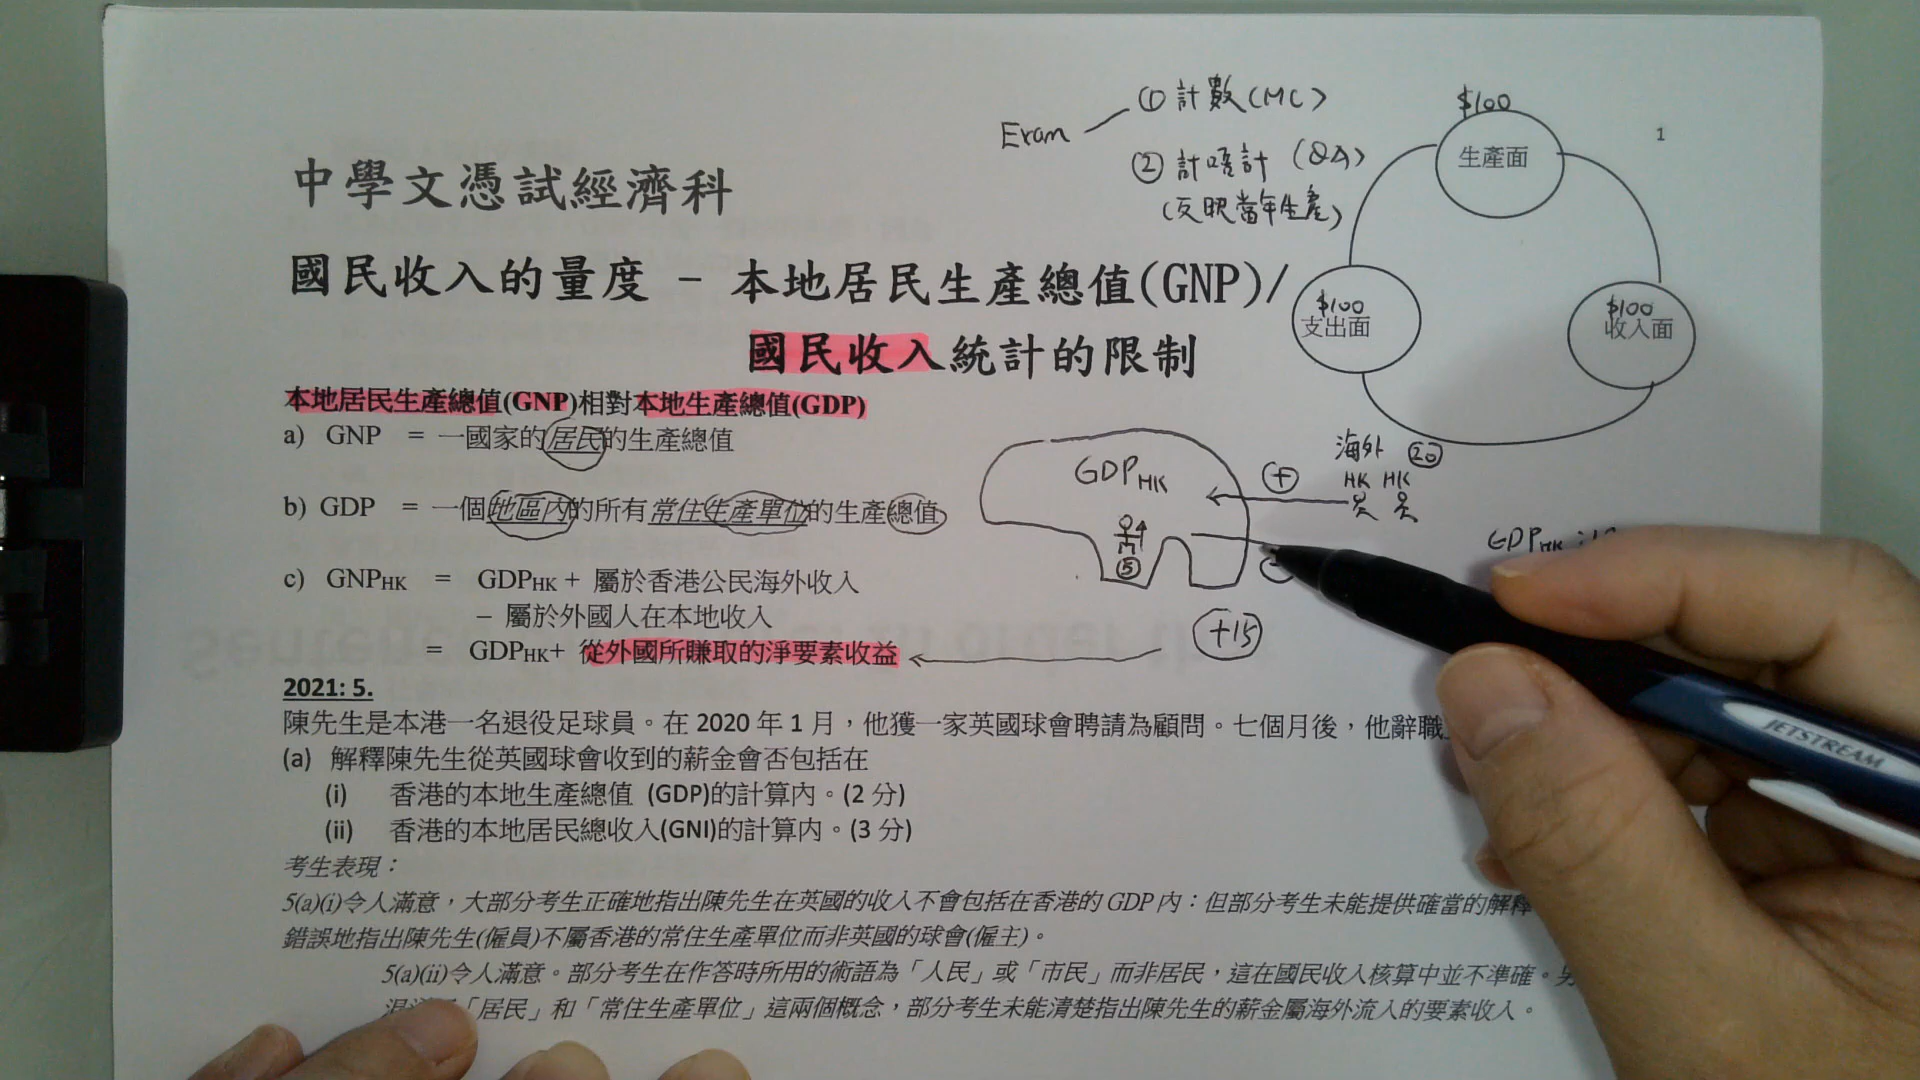 1
Exam
① 計數(MC)
② 計唔計 (QA)
(反映當年生產)
$100
生產面
$100
支出面
$100
收入面
中學文憑試經濟科
國民收入的量度 – 本地居民生產總值(GNP)/
國民收入統計的限制
本地居民生產總值(GNP)相對本地生產總值(GDP)
a) GNP = 一國家的居民的生產總值
b) GDP = 一個地區內的所有常住生產單位的生產總值
c) GNPHK = GDPHK + 屬於香港公民海外收入
– 屬於外國人在本地收入
= GDPHK+ 從外國所賺取的淨要素收益
GDPHK
+
海外 20
HK HK
5
+15
GDPHK :
2021: 5.
陳先生是本港一名退役足球員。在 2020 年 1 月，他獲一家英國球會聘請為顧問。七個月後，他辭職
(a) 解釋陳先生從英國球會收到的薪金會否包括在
(i) 香港的本地生產總值 (GDP)的計算內。(2 分)
(ii) 香港的本地居民總收入(GNI)的計算內。(3 分)
考生表現：
5(a)(i)令人滿意，大部分考生正確地指出陳先生在英國的收入不會包括在香港的 GDP 內：但部分考生未能提供確當的解釋
錯誤地指出陳先生(僱員)不屬香港的常住生產單位而非英國的球會(僱主)。
5(a)(ii)令人滿意。部分考生在作答時所用的術語為「人民」或「市民」而非居民，這在國民收入核算中並不準確。
「居民」和「常住生產單位」這兩個概念，部分考生未能清楚指出陳先生的薪金屬海外流入的要素收入。
JETSTREAM